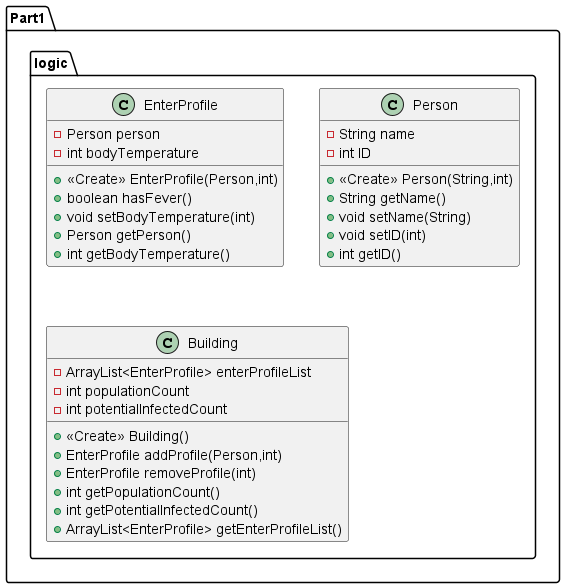 Part1
logic
C EnterProfile
Person person
int bodyTemperature
«Create» EnterProfile(Person,int)
boolean hasFever()
void setBodyTemperature(int)
Person getPerson()
int getBodyTemperature()
C Person
String name
int ID
«Create» Person(String,int)
String getName()
void setName(String)
void setID(int)
int getID()
C Building
ArrayList<EnterProfile> enterProfileList
int populationCount
int potentialInfectedCount
«Create» Building()
EnterProfile addProfile(Person,int)
EnterProfile removeProfile(int)
int getPopulationCount()
int getPotentialInfectedCount()
ArrayList<EnterProfile> getEnterProfileList()